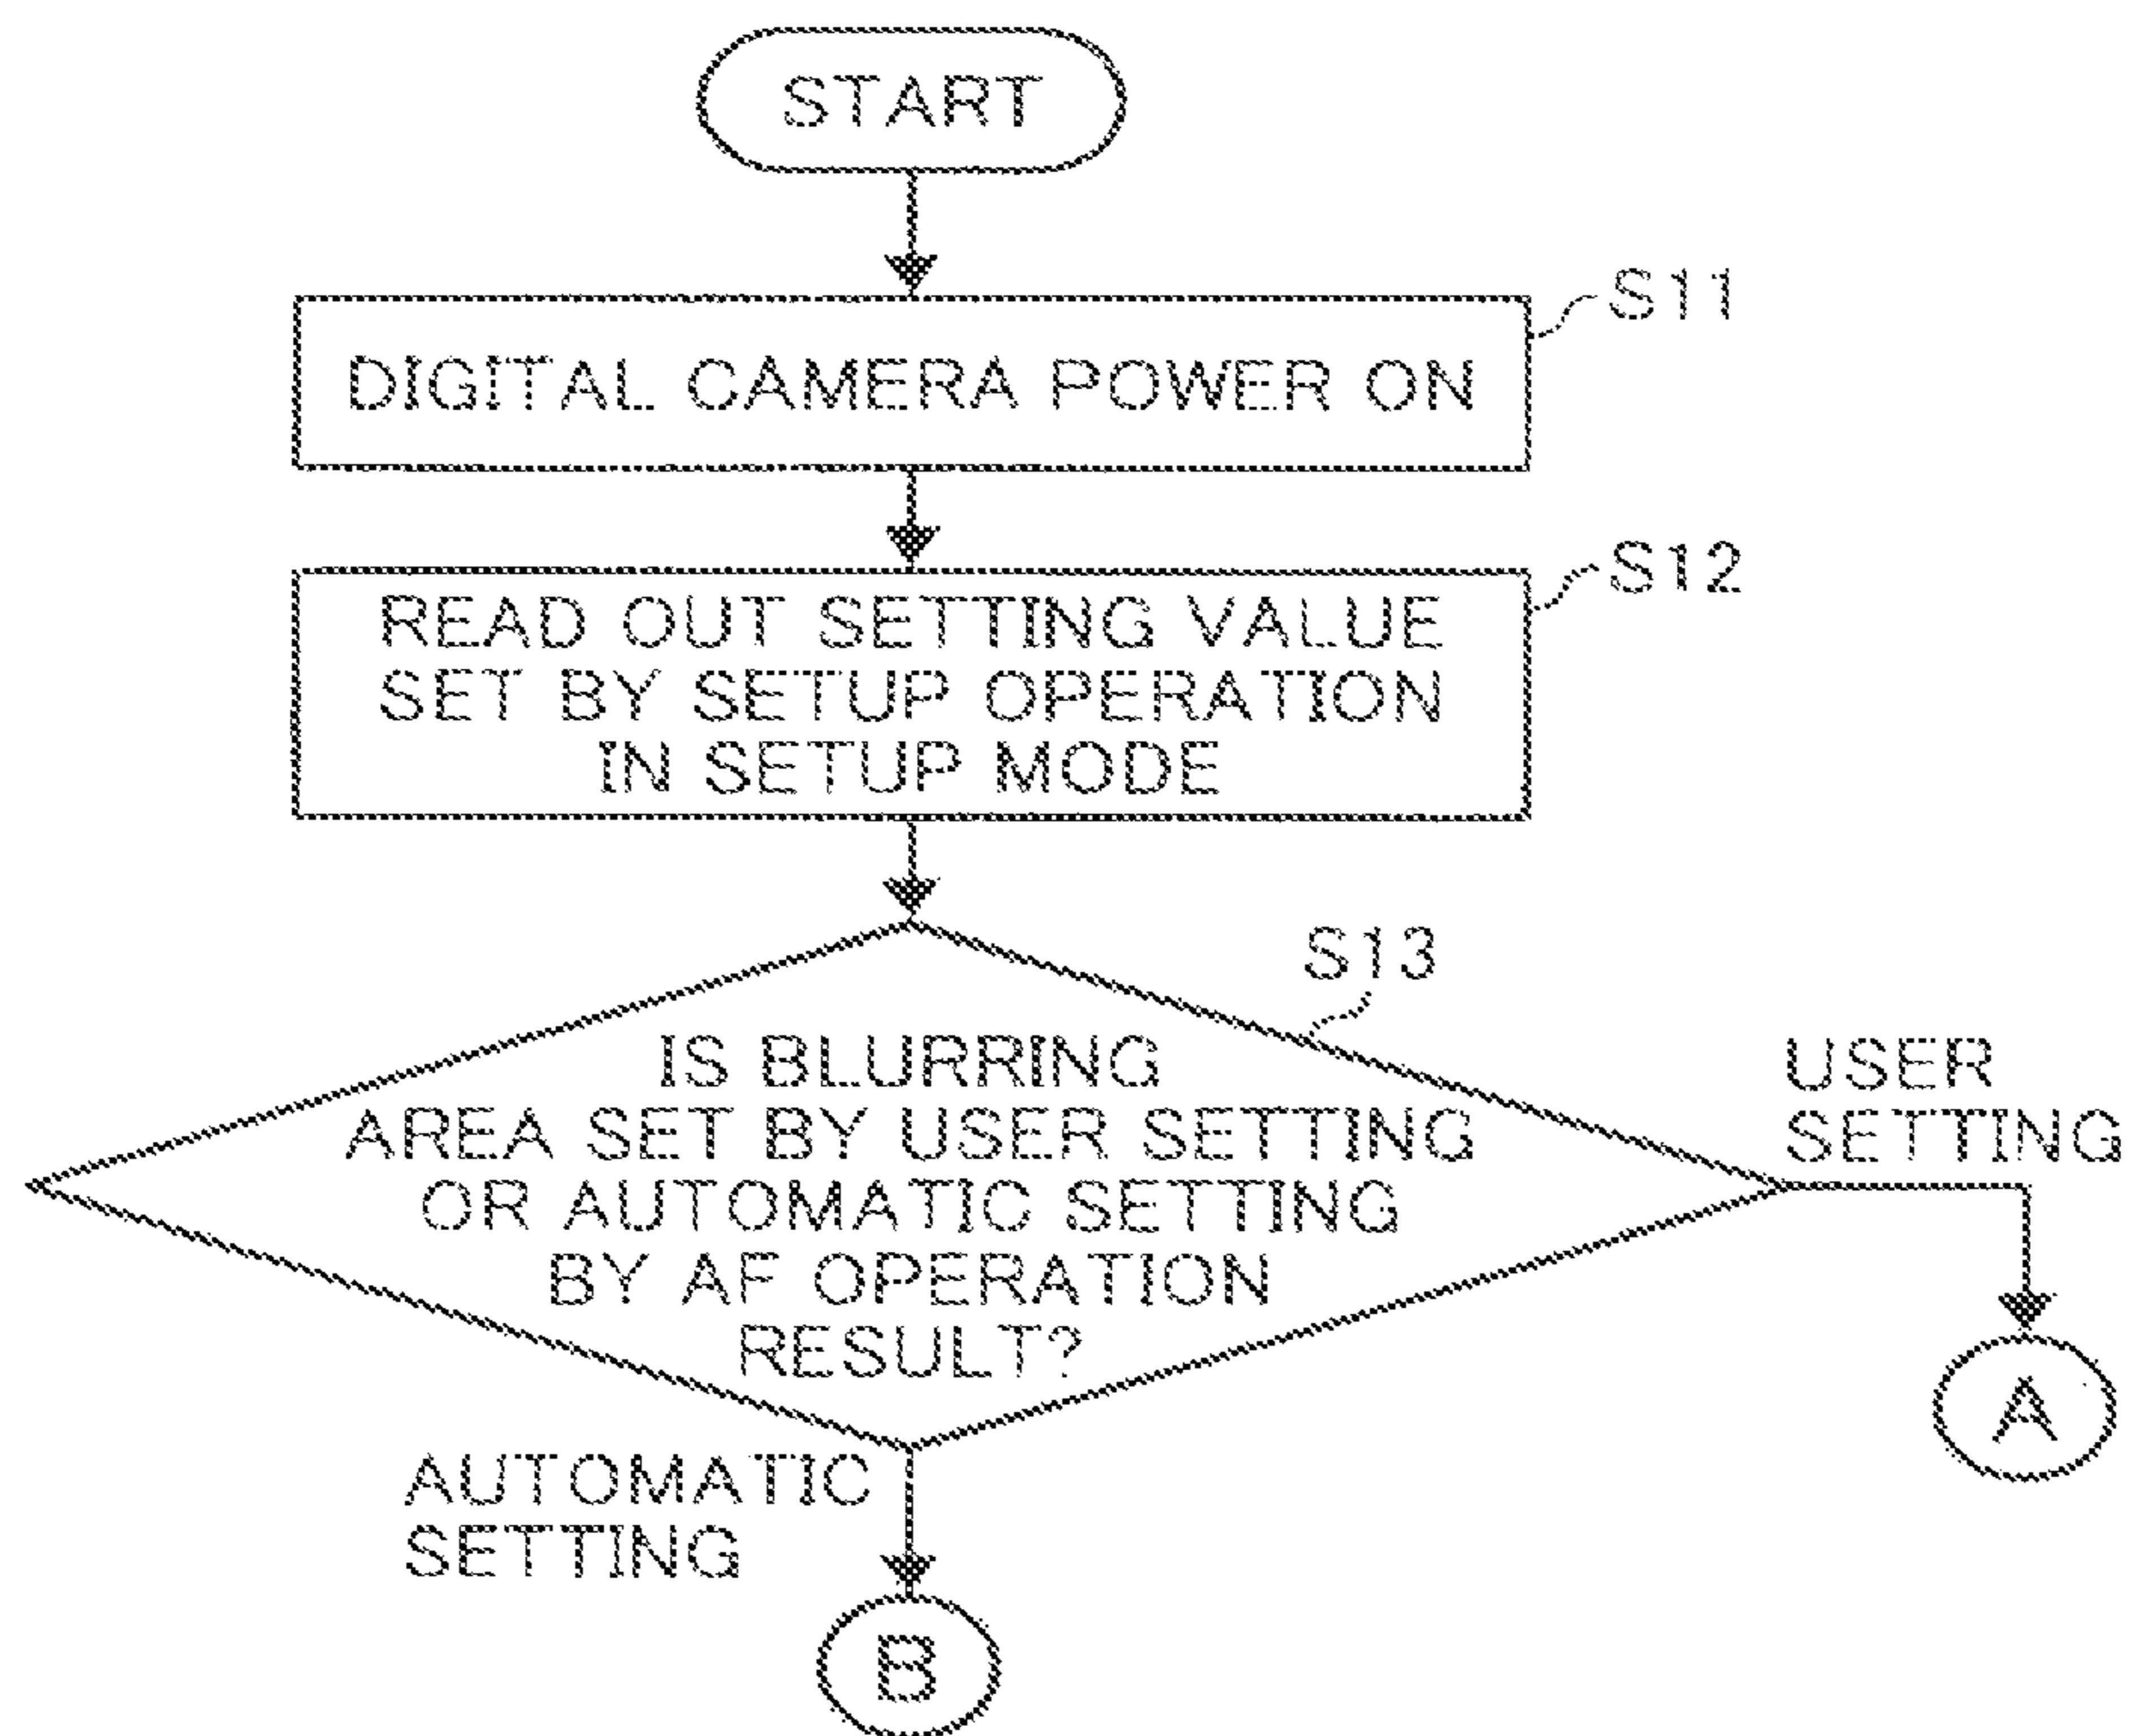 START
S11
DIGITAL CAMERA POWER ON
S12
READ OUT SETTING VALUE
SET BY SETUP OPERATION
IN SETUP MODE
S13
IS BLURRING
AREA SET BY USER SETTING
OR AUTOMATIC SETTING
BY AF OPERATION
RESULT?
USER
SETTING
A
AUTOMATIC
SETTING
B